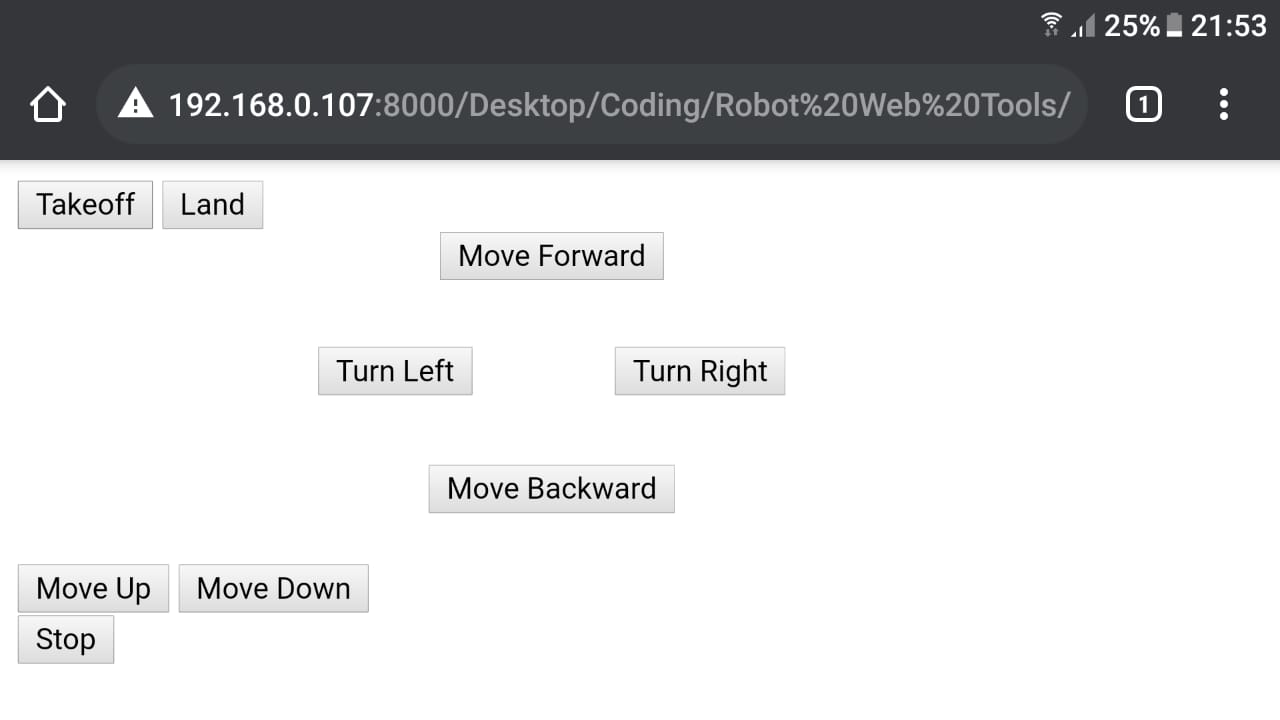 25% 21:53
192.168.0.107:8000/Desktop/Coding/Robot%20Web%20Tools/ 1
Takeoff Land
Move Forward
Turn Left Turn Right
Move Backward
Move Up Move Down
Stop